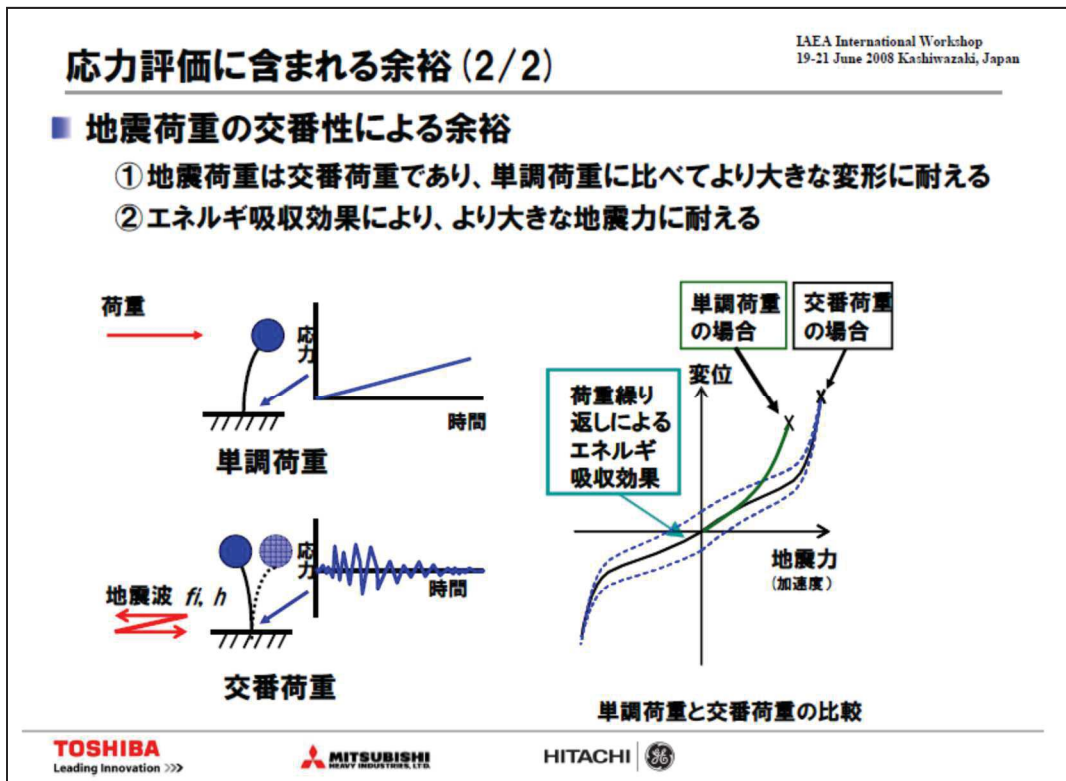 応力評価に含まれる余裕(2/2)
IAEA International Workshop
19-21 June 2008 Kashiwazaki, Japan
地震荷重の交番性による余裕
①地震荷重は交番荷重であり、単調荷重に比べてより大きな変形に耐える
②エネルギ吸収効果により、より大きな地震力に耐える
荷重
応力
時間
単調荷重
地震波 fi, h
応力
時間
交番荷重
単調荷重
の場合
交番荷重
の場合
変位
荷重繰り
返しによる
エネルギ
吸収効果
X
X
地震力
(加速度)
単調荷重と交番荷重の比較
TOSHIBA
Leading Innovation >>>
MITSUBISHI
HEAVY INDUSTRIES, LTD.
HITACHI